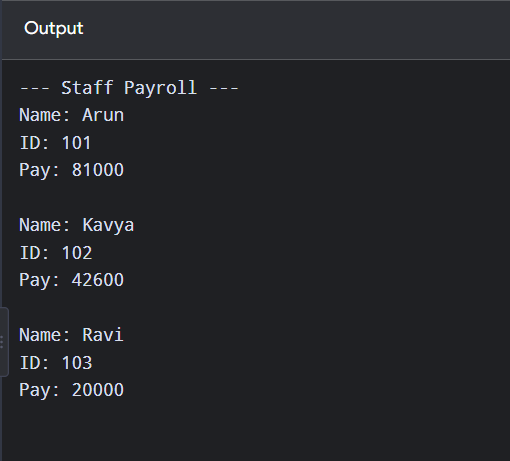 Output
--- Staff Payroll ---
Name: Arun
ID: 101
Pay: 81000
Name: Kavya
ID: 102
Pay: 42600
Name: Ravi
ID: 103
Pay: 20000